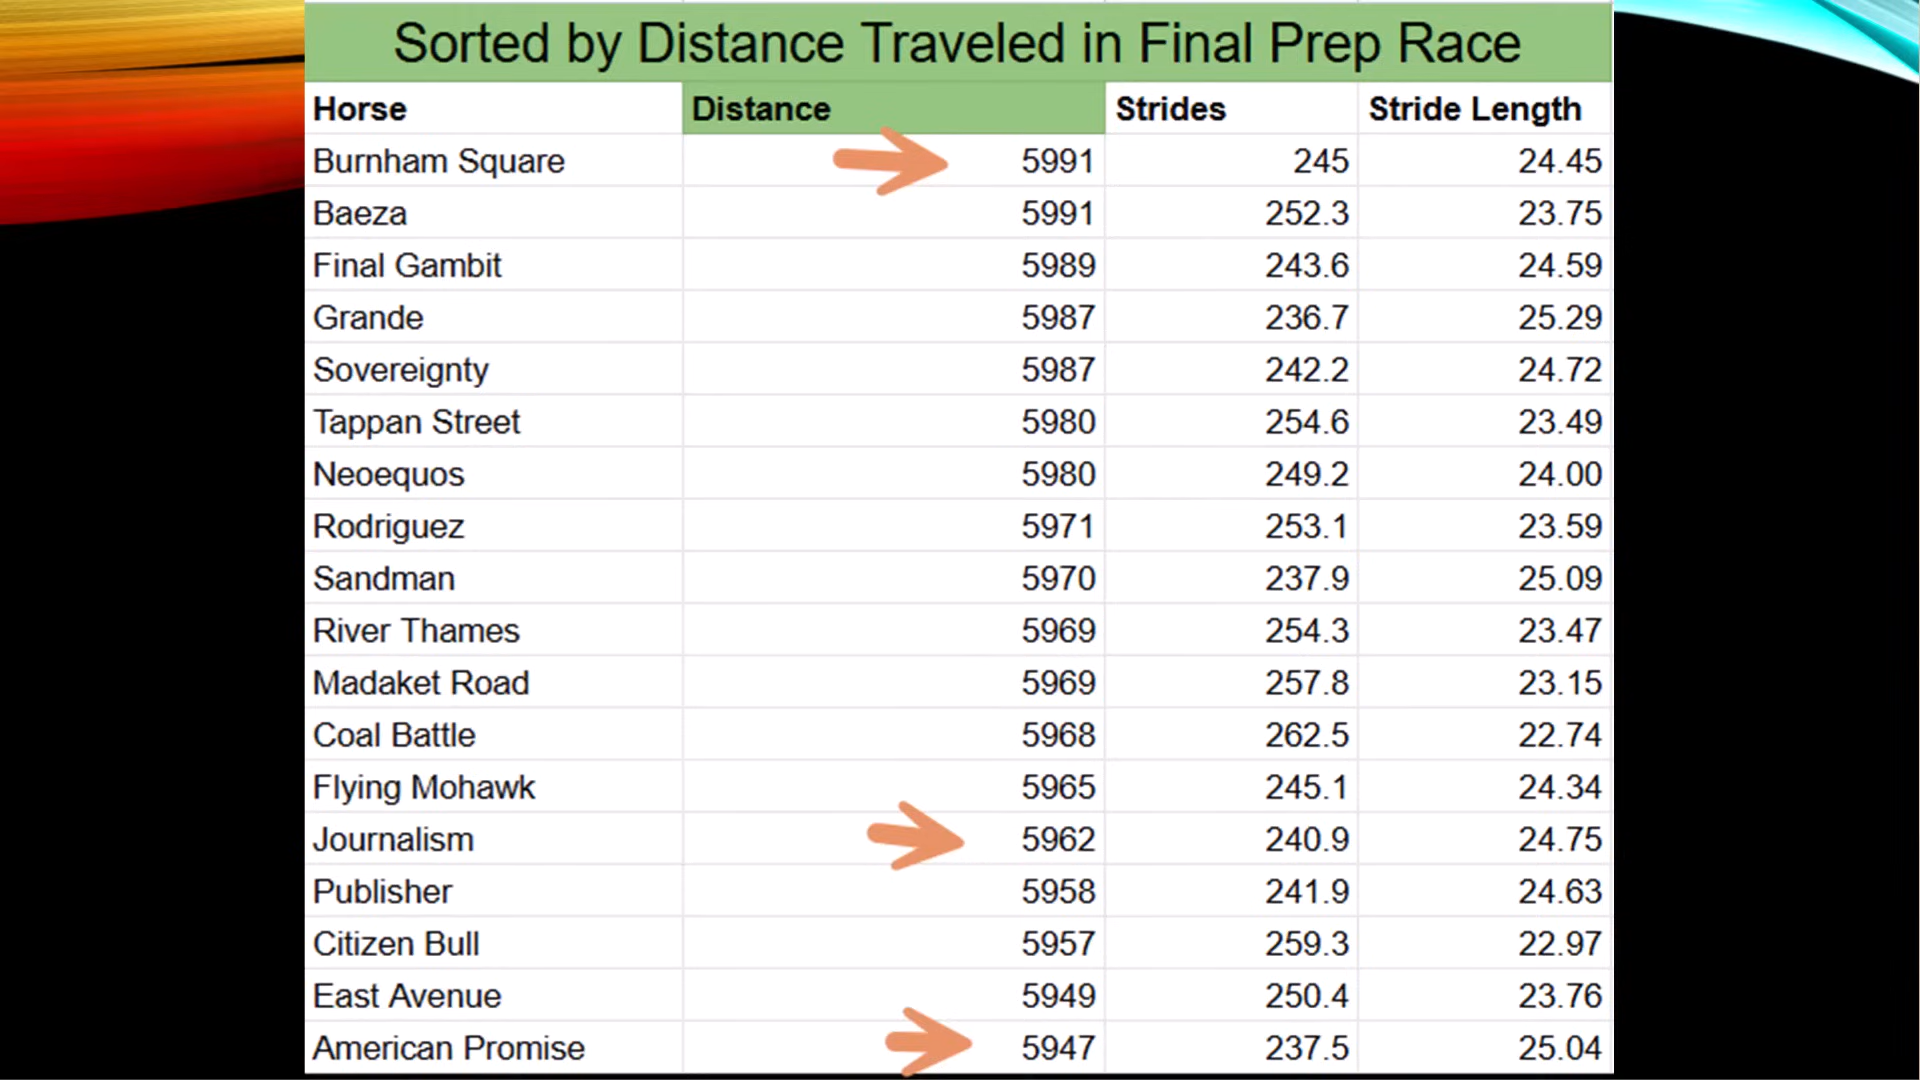 Sorted by Distance Traveled in Final Prep Race
Horse Distance Strides Stride Length
Burnham Square 5991 245 24.45
Baeza 5991 252.3 23.75
Final Gambit 5989 243.6 24.59
Grande 5987 236.7 25.29
Sovereignty 5987 242.2 24.72
Tappan Street 5980 254.6 23.49
Neoequos 5980 249.2 24.00
Rodriguez 5971 253.1 23.59
Sandman 5970 237.9 25.09
River Thames 5969 254.3 23.47
Madaket Road 5969 257.8 23.15
Coal Battle 5968 262.5 22.74
Flying Mohawk 5965 245.1 24.34
Journalism 5962 240.9 24.75
Publisher 5958 241.9 24.63
Citizen Bull 5957 259.3 22.97
East Avenue 5949 250.4 23.76
American Promise 5947 237.5 25.04